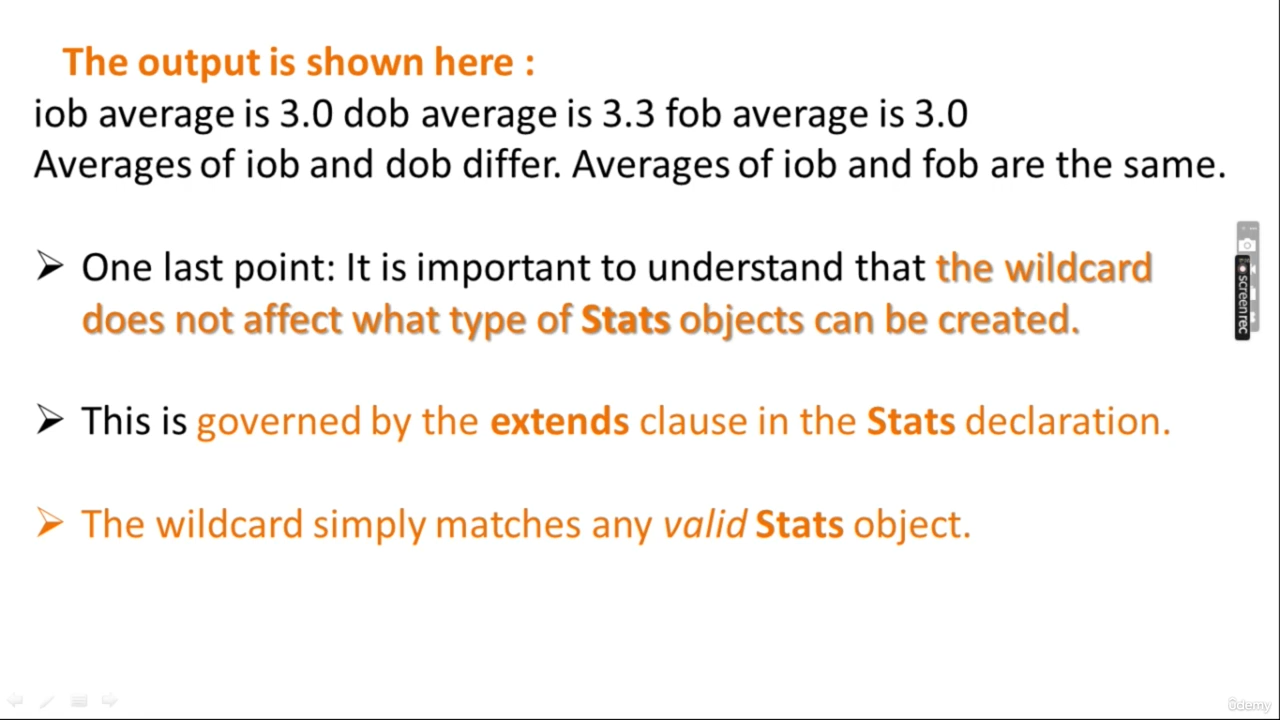 The output is shown here :
iob average is 3.0 dob average is 3.3 fob average is 3.0
Averages of iob and dob differ. Averages of iob and fob are the same.
One last point: It is important to understand that the wildcard
does not affect what type of Stats objects can be created.
This is governed by the extends clause in the Stats declaration.
The wildcard simply matches any valid Stats object.
screenrec
ûdemy